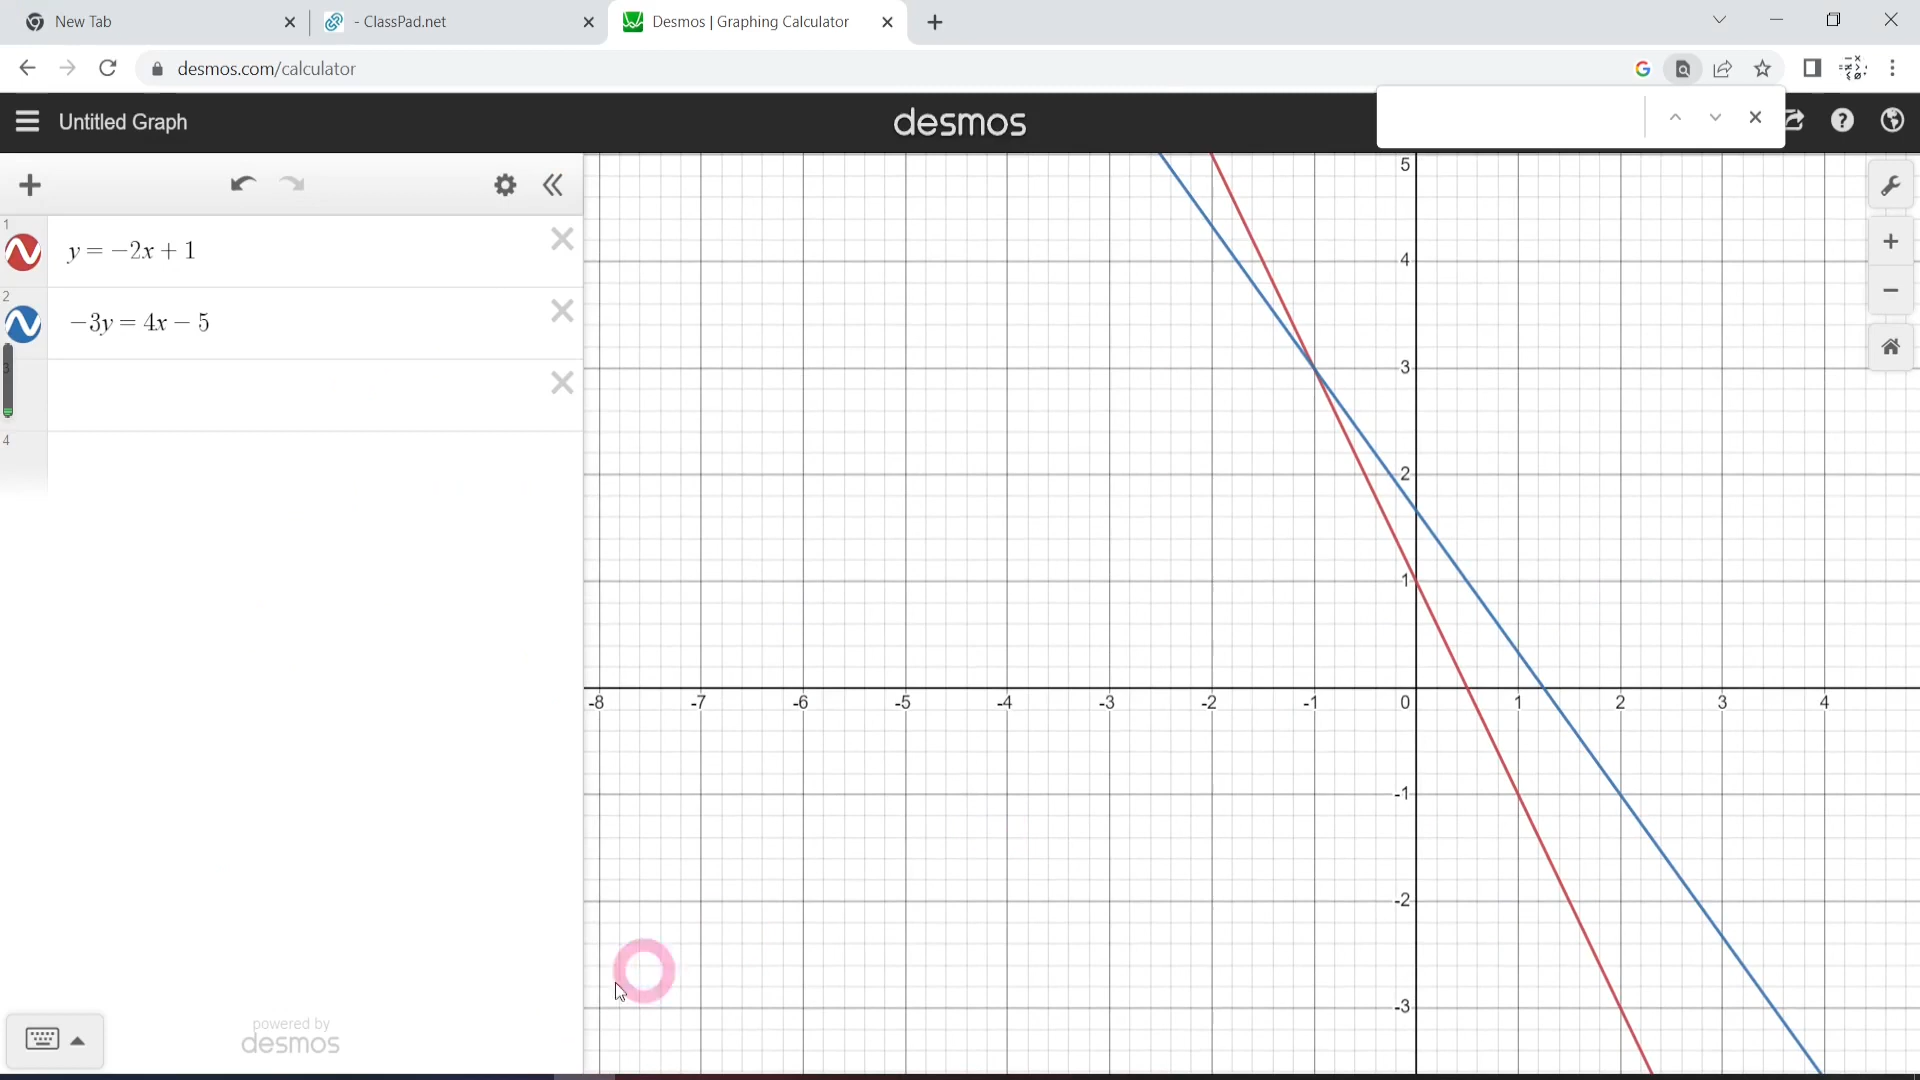 New Tab
- ClassPad.net
Desmos | Graphing Calculator
desmos.com/calculator
Untitled Graph
desmos
1
y = −2x + 1
2
−3y = 4x − 5
3
4
5
4
3
2
1
-8 -7 -6 -5 -4 -3 -2 -1 0 1 2 3 4
-1
-2
-3
powered by
desmos